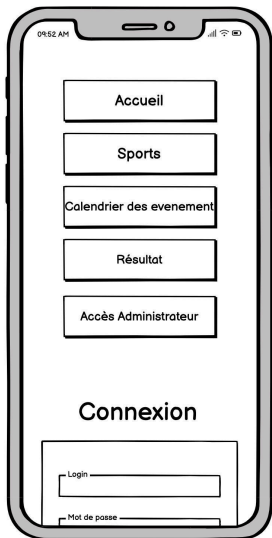 09:52 AM
Accueil
Sports
Calendrier des evenement
Résultat
Accès Administrateur
Connexion
Login
Mot de passe